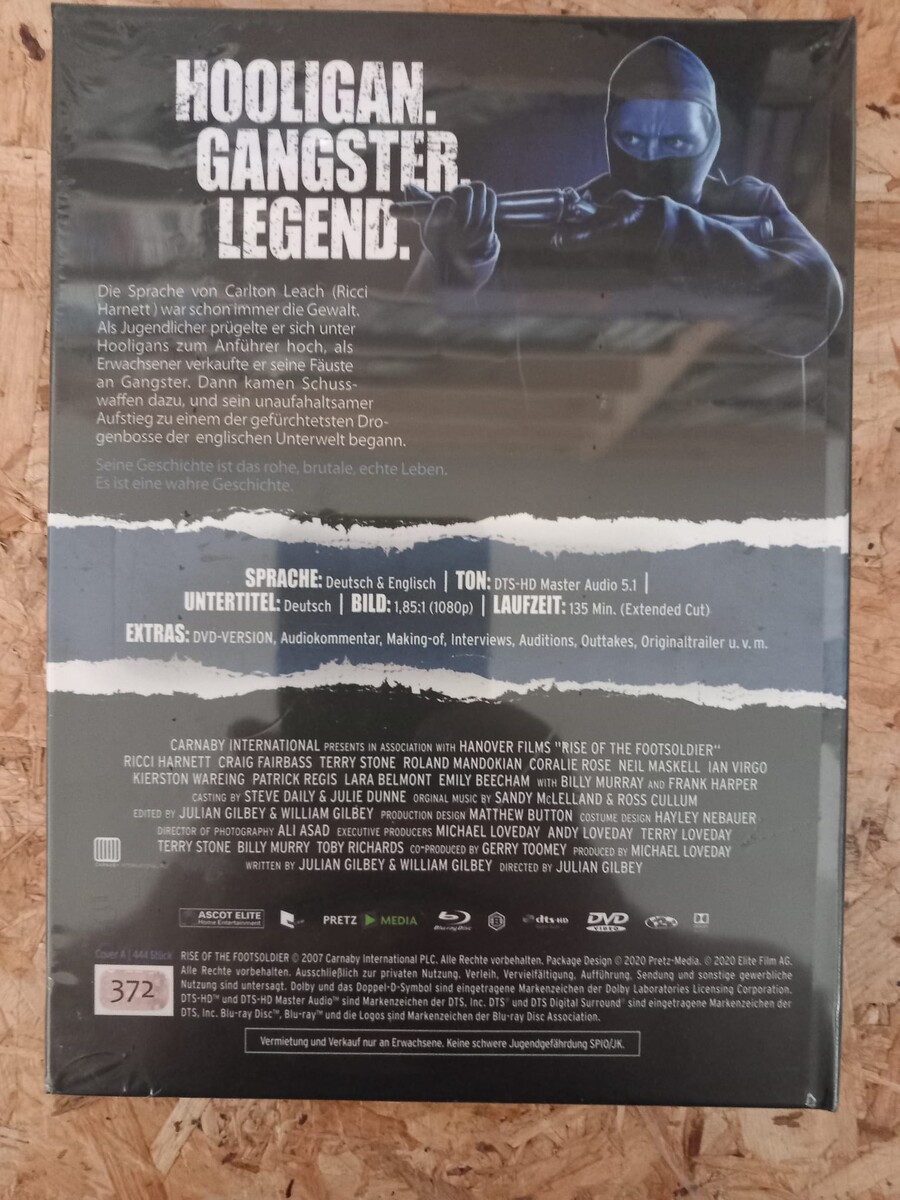 HOOLIGAN.
GANGSTER.
LEGEND.
Die Sprache von Carlton Leach (Ricci
Harnett) war schon immer die Gewalt.
Als Jugendlicher prügelte er sich unter
Hooligans zum Anführer hoch, als
Erwachsener verkaufte er seine Fäuste
an Gangster. Dann kamen Schuss-
waffen dazu, und sein unaufahaltsamer
Aufstieg zu einem der gefürchtetsten Dro-
genbosse der englischen Unterwelt begann.
Seine Geschichte ist das rohe, brutale, echte Leben.
Es ist eine wahre Geschichte.
SPRACHE: Deutsch & Englisch | TON: DTS-HD Master Audio 5.1 |
UNTERTITEL: Deutsch | BILD: 1,85:1 (1080p) | LAUFZEIT: 135 Min. (Extended Cut)
EXTRAS: DVD-VERSION, Audiokommentar, Making-of, Interviews, Auditions, Outtakes, Originaltrailer u. v. m.
CARNABY INTERNATIONAL PRESENTS IN ASSOCIATION WITH HANOVER FILMS "RISE OF THE FOOTSOLDIER"
RICCI HARNETT CRAIG FAIRBASS TERRY STONE ROLAND MANDOKIAN CORALIE ROSE NEIL MASKELL IAN VIRGO
KIERSTON WAREING PATRICK REGIS LARA BELMONT EMILY BEECHAM WITH BILLY MURRAY AND FRANK HARPER
CASTING BY STEVE DAILY & JULIE DUNNE ORGINAL MUSIC BY SANDY McLELLAND & ROSS CULLUM
EDITED BY JULIAN GILBEY & WILLIAM GILBEY PRODUCTION DESIGN MATTHEW BUTTON COSTUME DESIGN HAYLEY NEBAUER
DIRECTOR OF PHOTOGRAPHY ALI ASAD EXECUTIVE PRODUCERS MICHAEL LOVEDAY ANDY LOVEDAY TERRY LOVEDAY
TERRY STONE BILLY MURRY TOBY RICHARDS CO-PRODUCED BY GERRY TOOMEY PRODUCED BY MICHAEL LOVEDAY
WRITTEN BY JULIAN GILBEY & WILLIAM GILBEY DIRECTED BY JULIAN GILBEY
CARNABY INTERNATIONAL
ASCOT ELITE
Home Entertainment
PRETZ MEDIA
Blu-ray Disc
dts-HD
DVD
VIDEO
Cover A | 444 Stück
372
RISE OF THE FOOTSOLDIER © 2007 Carnaby International PLC. Alle Rechte vorbehalten. Package Design © 2020 Pretz-Media. © 2020 Elite Film AG.
Alle Rechte vorbehalten. Ausschließlich zur privaten Nutzung. Verleih, Vervielfältigung, Aufführung, Sendung und sonstige gewerbliche
Nutzung sind untersagt. Dolby und das Doppel-D-Symbol sind eingetragene Markenzeichen der Dolby Laboratories Licensing Corporation.
DTS-HD™ und DTS-HD Master Audio™ sind Markenzeichen der DTS, Inc. DTS® und DTS Digital Surround® sind eingetragene Markenzeichen der
DTS, Inc. Blu-ray Disc™, Blu-ray™ und die Logos sind Markenzeichen der Blu-ray Disc Association.
Vermietung und Verkauf nur an Erwachsene. Keine schwere Jugendgefährdung SPIO/JK.